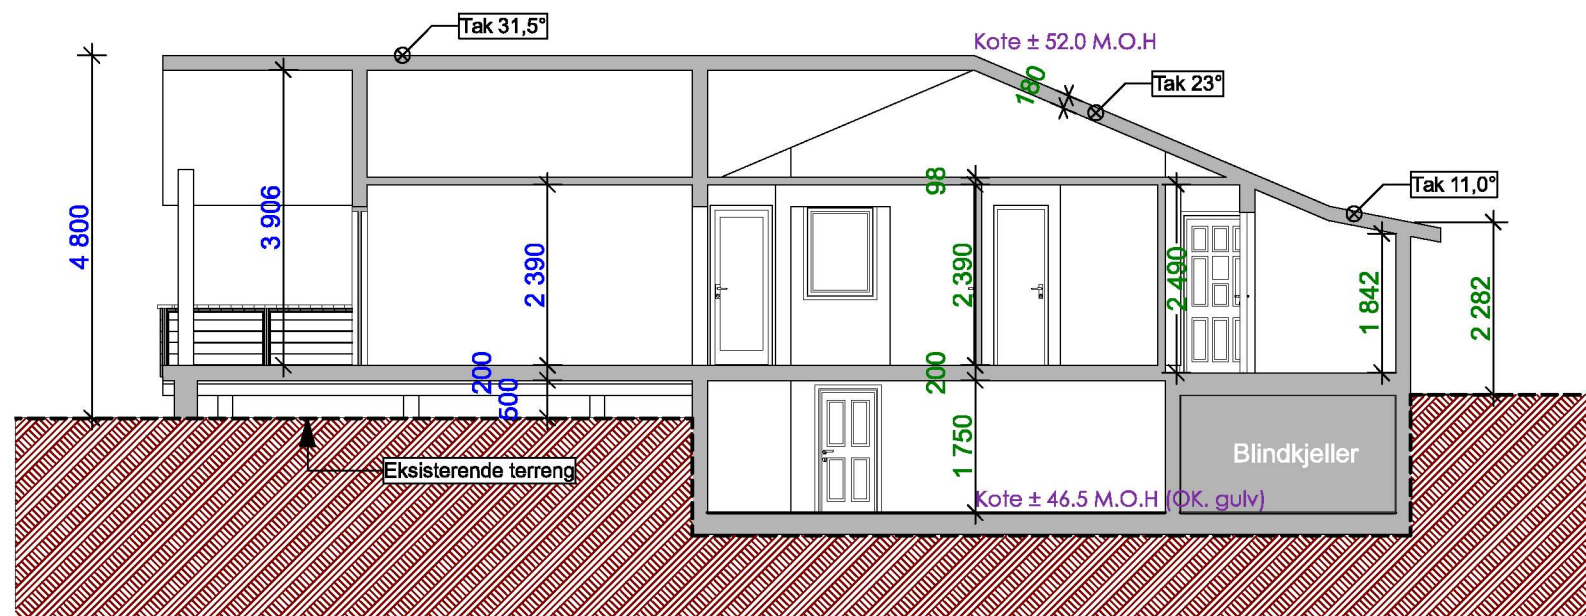 Tak 31,5°
Kote ± 52.0 M.O.H
180
Tak 23°
98
Tak 11,0°
4 800
3 906
2 390
2 390
2 490
1 842
2 282
200
500
200
1 750
Eksisterende terreng
Blindkjeller
Kote ± 46.5 M.O.H (OK. gulv)